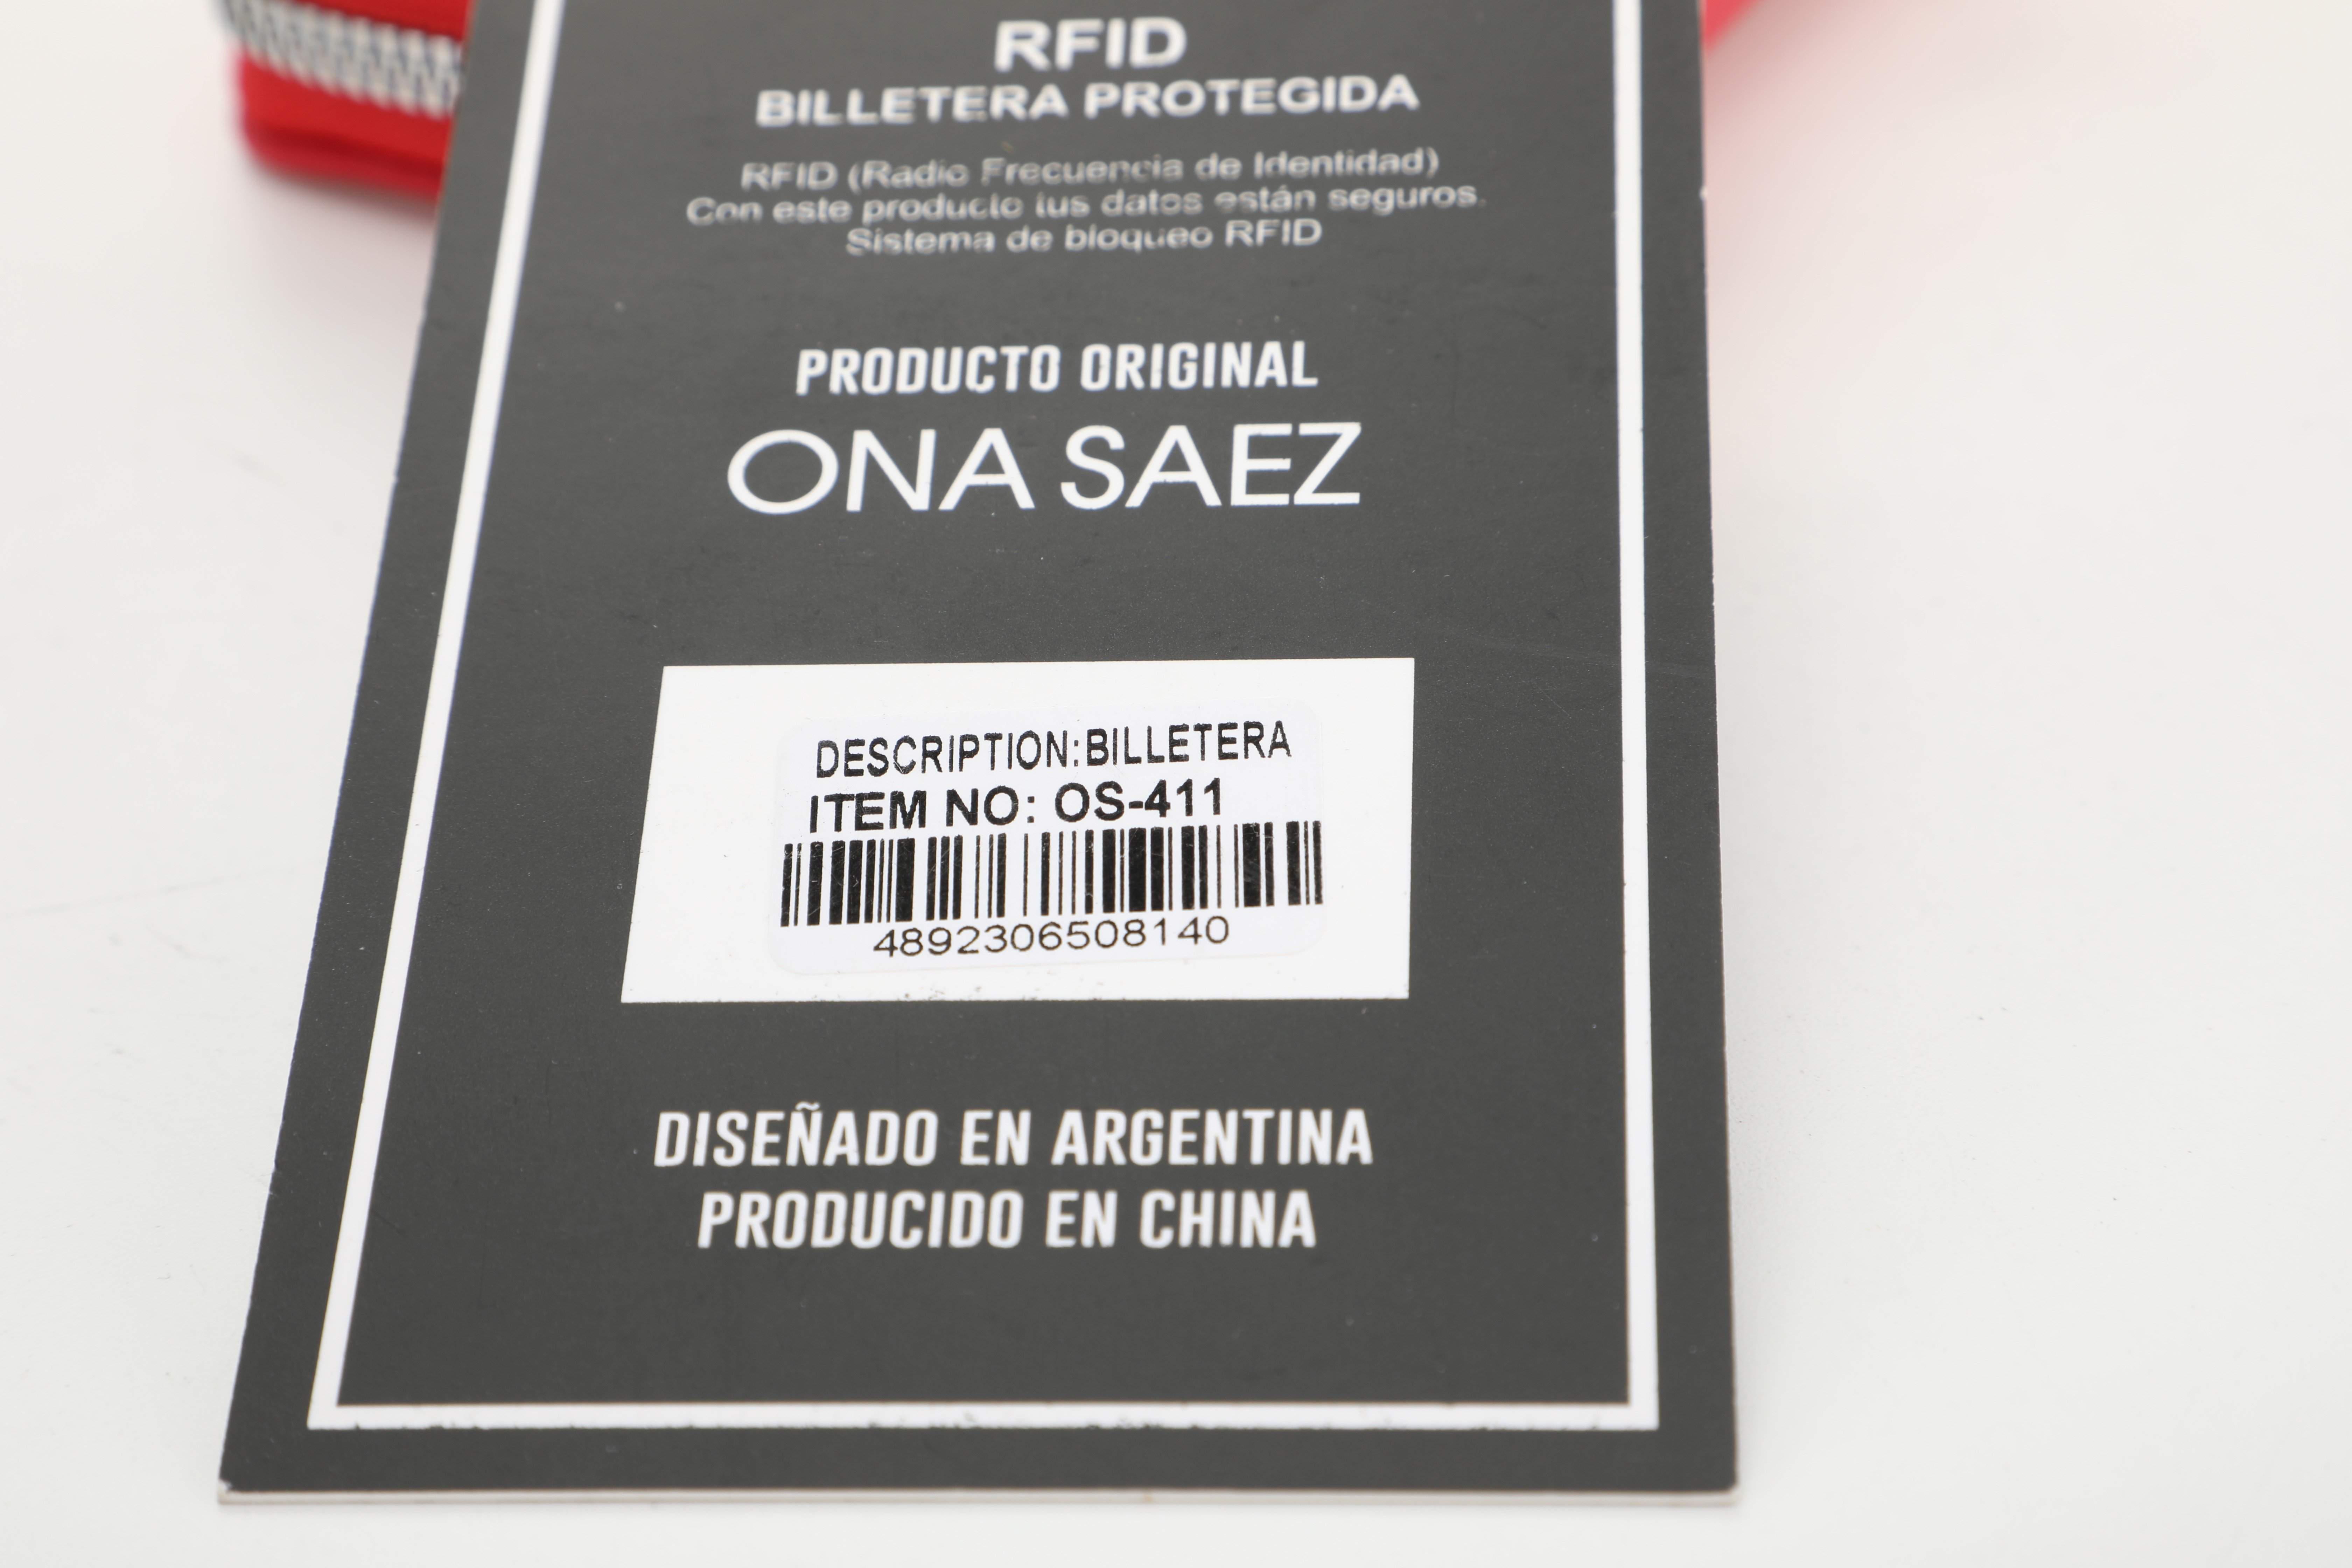 RFID
BILLETERA PROTEGIDA
RFID (Radio Frecuencia de Identidad)
Con este producto tus datos están seguros.
Sistema de bloqueo RFID
PRODUCTO ORIGINAL
ONA SAEZ
DESCRIPTION:BILLETERA
ITEM NO: OS-411
4892306508140
DISEÑADO EN ARGENTINA
PRODUCIDO EN CHINA